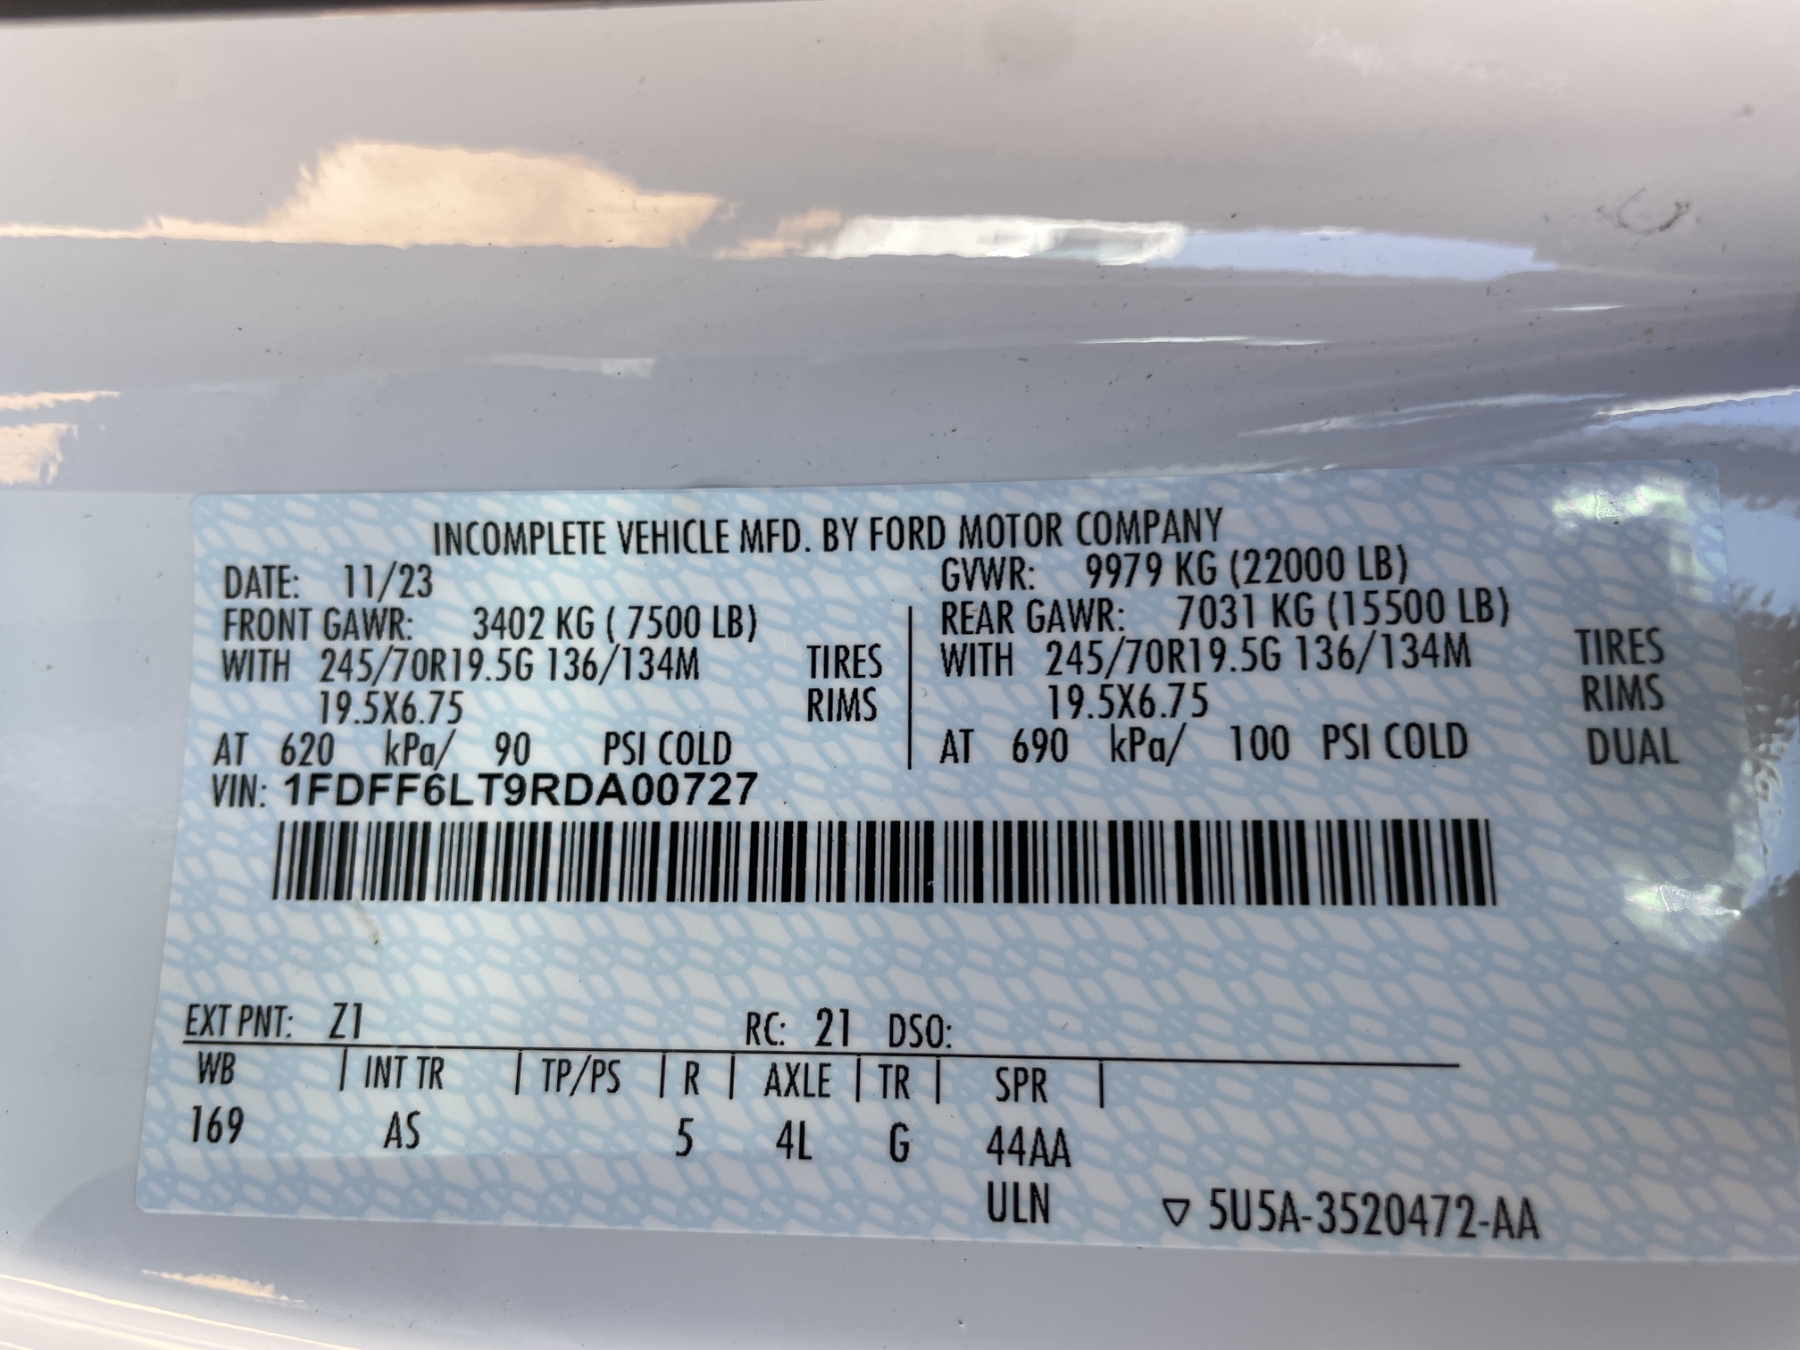 INCOMPLETE VEHICLE MFD. BY FORD MOTOR COMPANY
DATE: 11/23 GVWR: 9979 KG (22000 LB)
FRONT GAWR: 3402 KG ( 7500 LB) REAR GAWR: 7031 KG (15500 LB)
WITH 245/70R19.5G 136/134M TIRES WITH 245/70R19.5G 136/134M TIRES
19.5X6.75 RIMS 19.5X6.75 RIMS
AT 620 kPa/ 90 PSI COLD AT 690 kPa/ 100 PSI COLD DUAL
VIN: 1FDFF6LT9RDA00727
EXT PNT: Z1 RC: 21 DSO:
WB INT TR TP/PS R AXLE TR SPR
169 AS 5 4L G 44AA
ULN ▽ 5U5A-3520472-AA